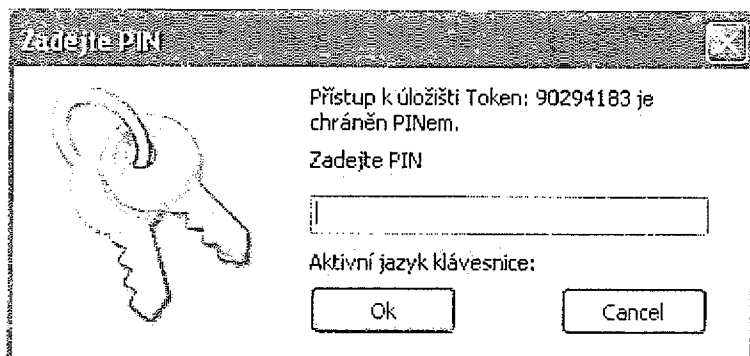 Zadejte PIN
Přístup k úložišti Token: 90294183 je
chráněn PINem.
Zadejte PIN
Aktivní jazyk klávesnice:
Ok
Cancel